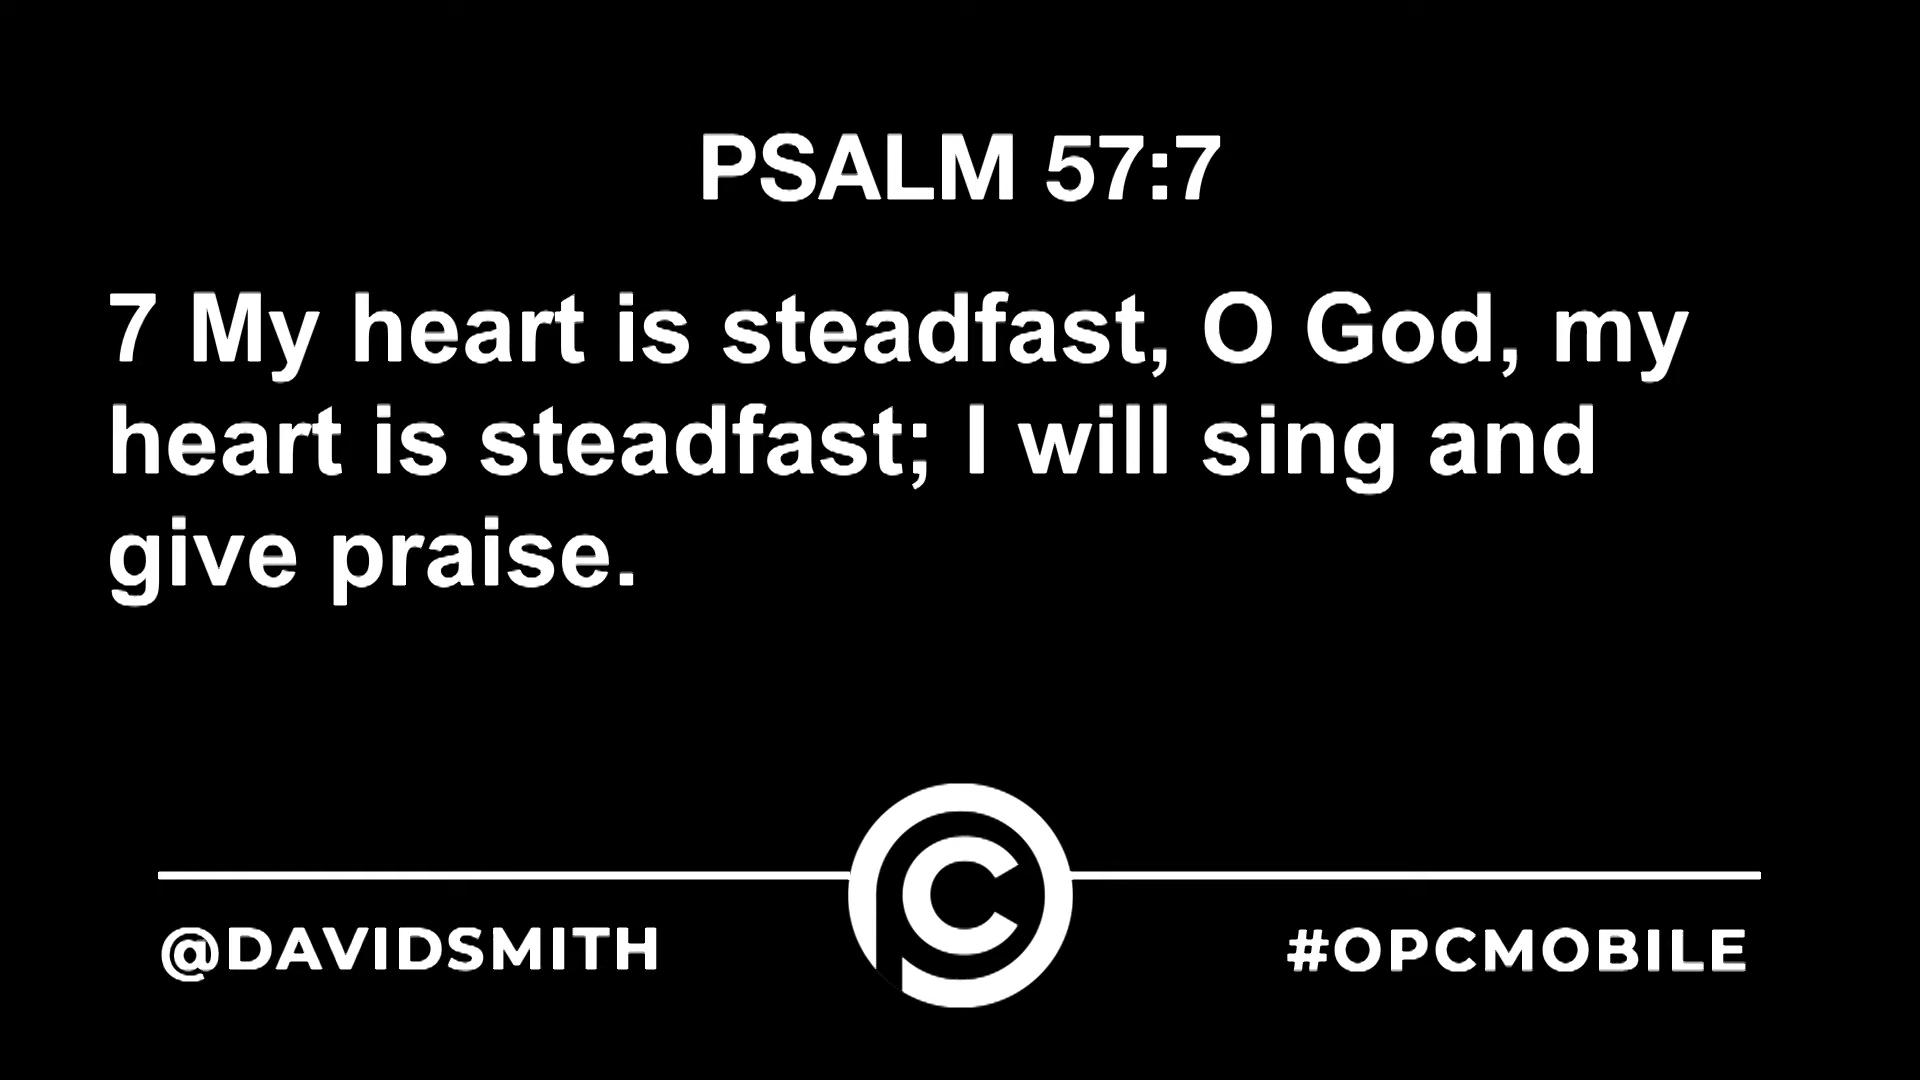 PSALM 57:7
7 My heart is steadfast, O God, my
heart is steadfast; I will sing and
give praise.
@DAVIDSMITH
#OPCMOBILE